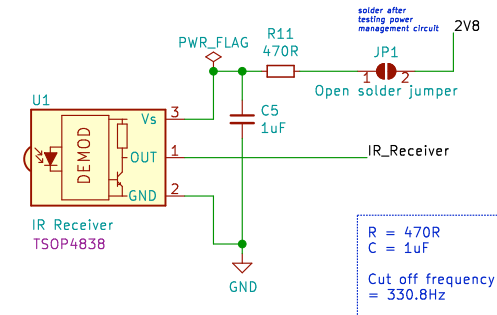 solder after
testing power
management circuit
2V8
R11
470R
PWR_FLAG
JP1
1 2
Open solder jumper
U1
C5
1uF
Vs
3
DEMOD
OUT
1
IR_Receiver
GND
2
IR Receiver
TSOP4838
GND
R = 470R
C = 1uF
Cut off frequency
= 330.8Hz